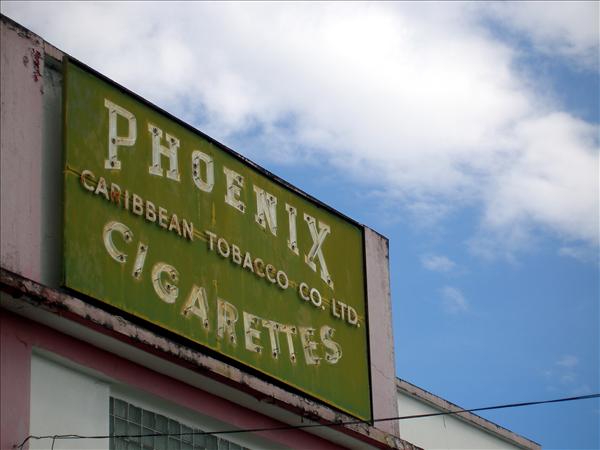 PHOENIX
CARIBBEAN TOBACCO CO. LTD.
CIGARETTES